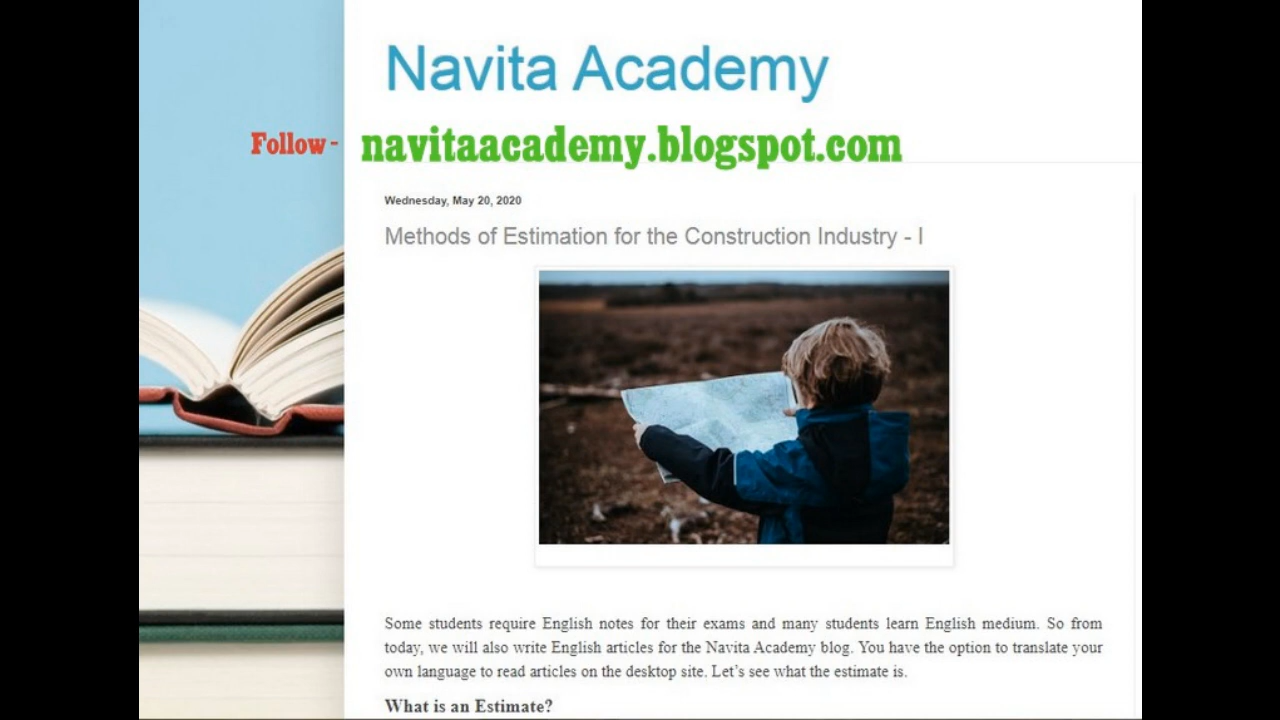 Navita Academy
Follow - navitaacademy.blogspot.com
Wednesday, May 20, 2020
Methods of Estimation for the Construction Industry - I
Some students require English notes for their exams and many students learn English medium. So from
today, we will also write English articles for the Navita Academy blog. You have the option to translate your
own language to read articles on the desktop site. Let’s see what the estimate is.
What is an Estimate?